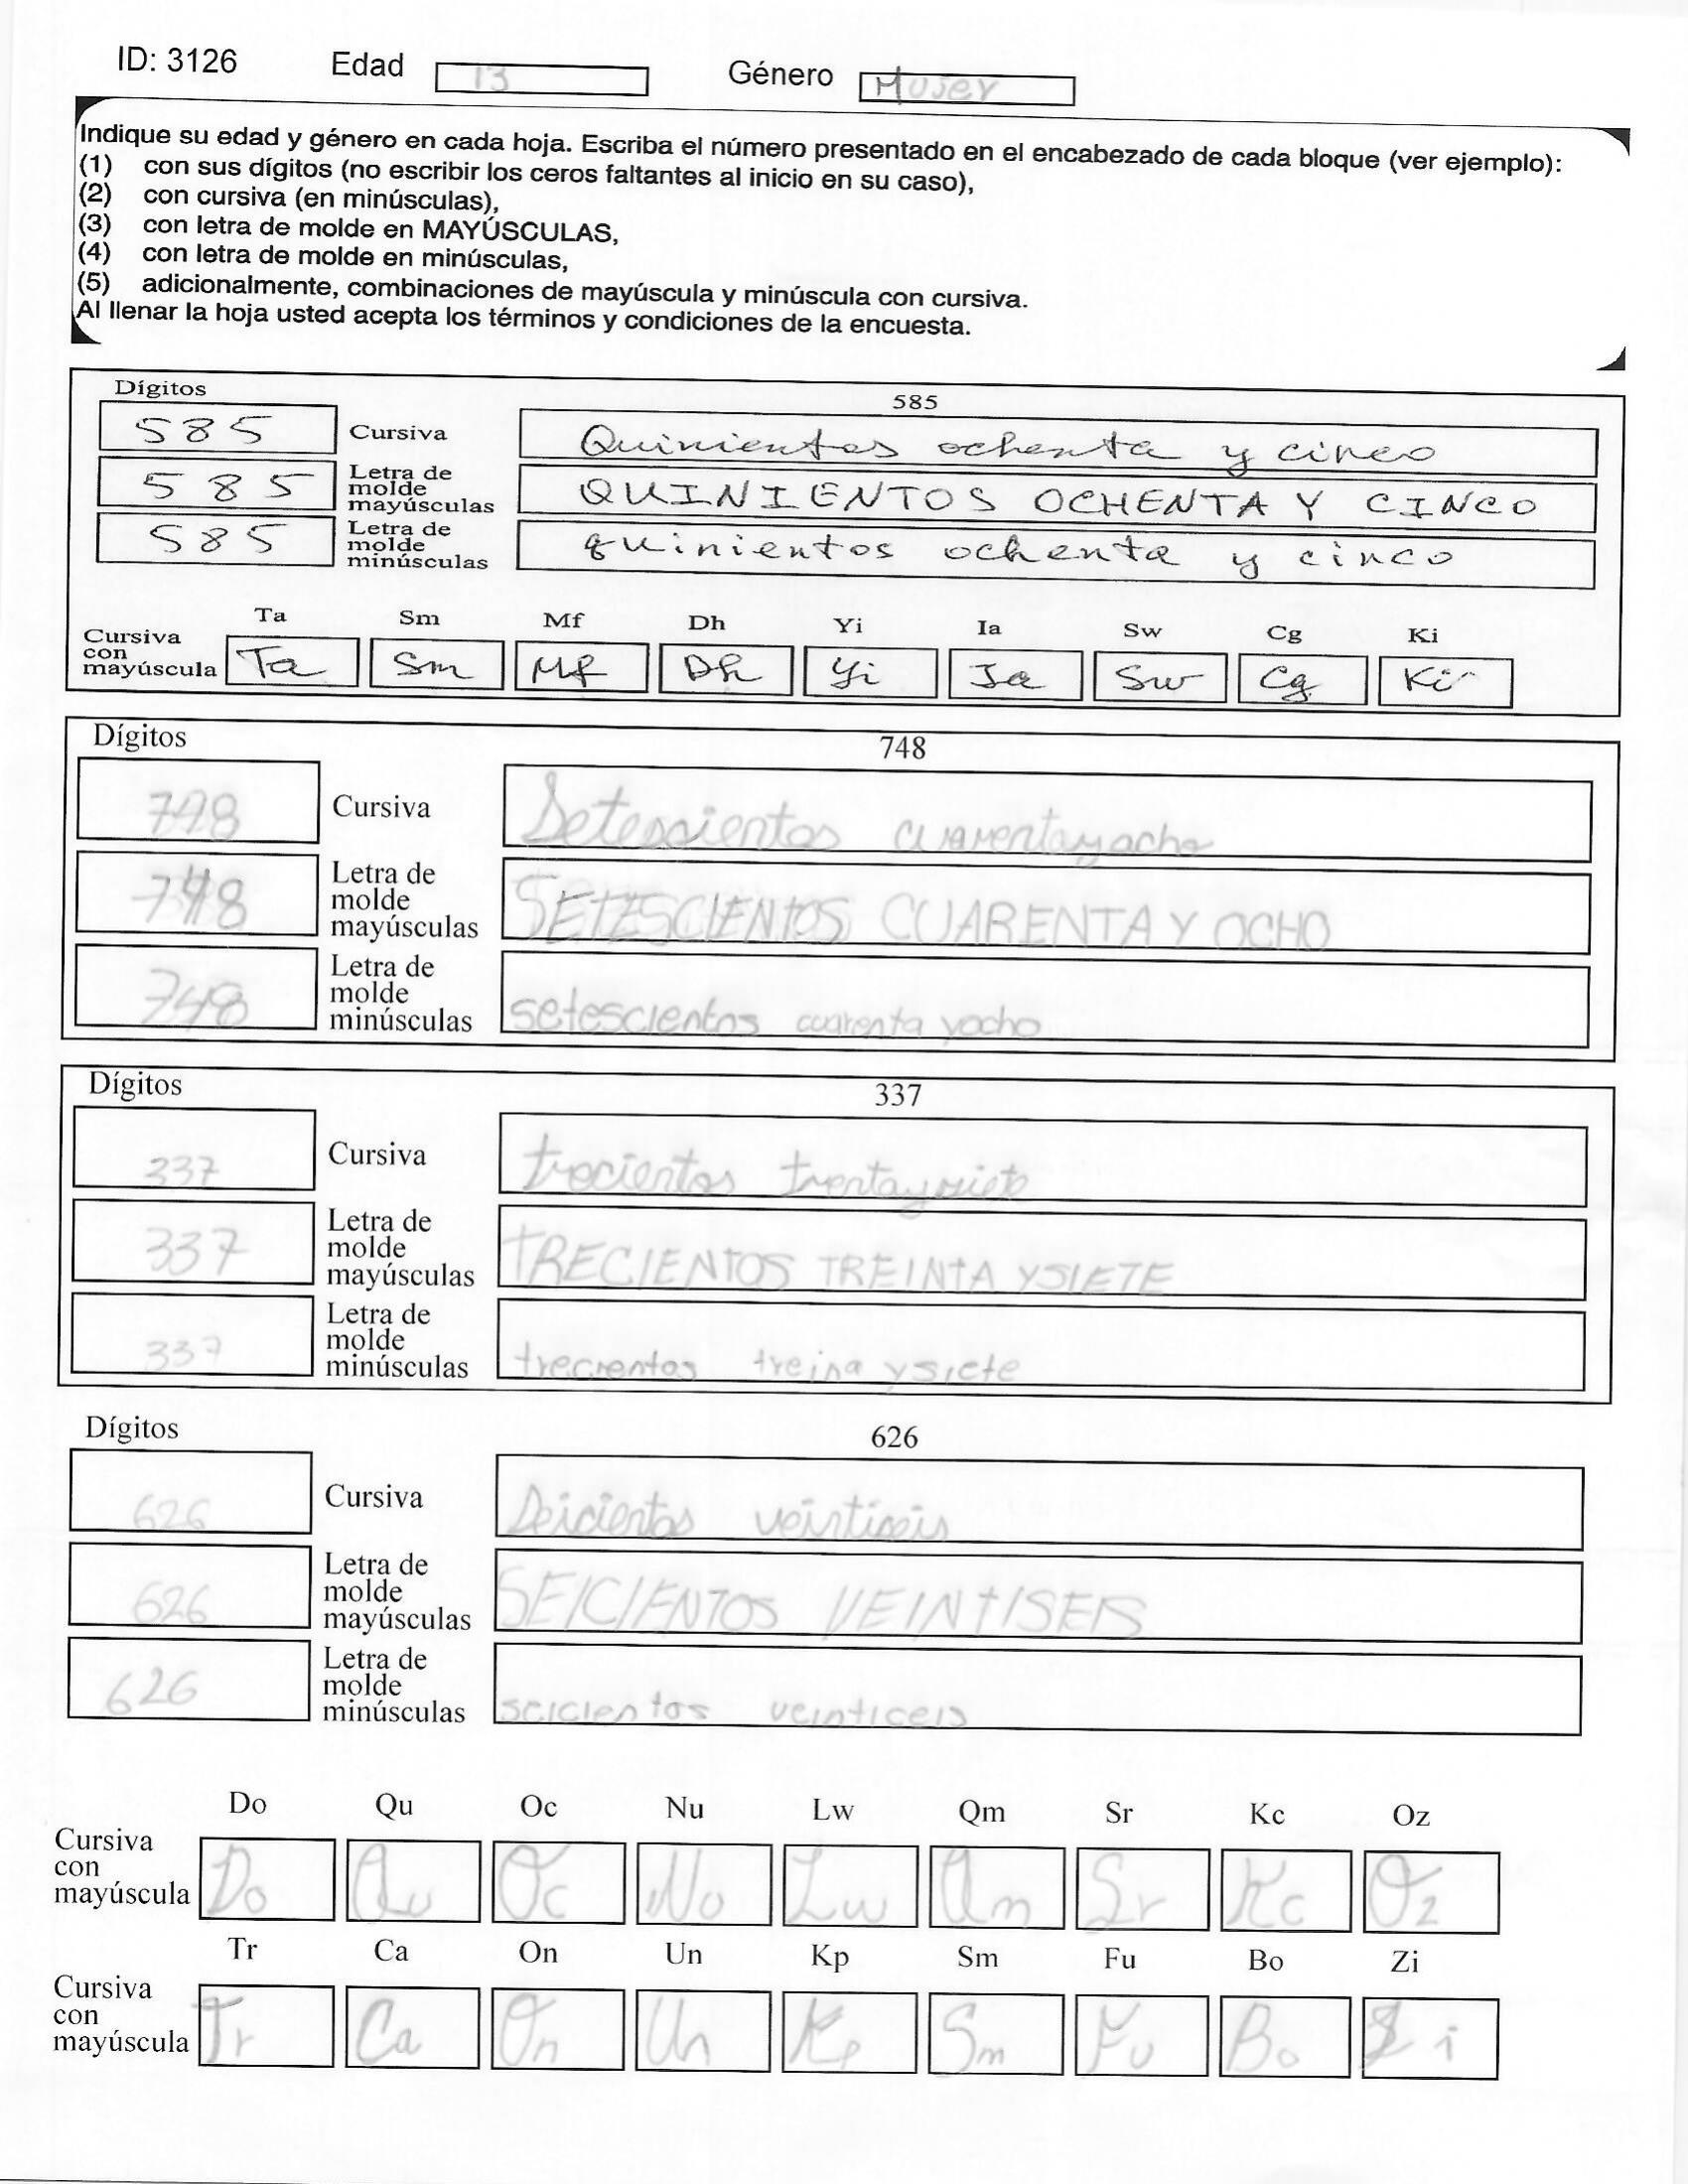 ID: 3126 Edad 13 Género Mujer
Indique su edad y género en cada hoja. Escriba el número presentado en el encabezado de cada bloque (ver ejemplo):
(1) con sus dígitos (no escribir los ceros faltantes al inicio en su caso),
(2) con cursiva (en minúsculas),
(3) con letra de molde en MAYÚSCULAS,
(4) con letra de molde en minúsculas,
(5) adicionalmente, combinaciones de mayúscula y minúscula con cursiva.
Al llenar la hoja usted acepta los términos y condiciones de la encuesta.
Dígitos 585
585 Cursiva Quinientos ochenta y cinco
585 Letra de molde mayúsculas QUINIENTOS OCHENTA Y CINCO
585 Letra de molde minúsculas quinientos ochenta y cinco
Ta Sm Mf Dh Yi Ia Sw Cg Ki
Cursiva con mayúscula Ta Sm Mf Dh Yi Ia Sw Cg Ki
Dígitos 748
748 Cursiva Setescientos cuarentayocho
748 Letra de molde mayúsculas SETESCIENTOS CUARENTA Y OCHO
748 Letra de molde minúsculas setescientos cuarenta yocho
Dígitos 337
337 Cursiva trecientos trentaysiete
337 Letra de molde mayúsculas TRECIENTOS TREINTA YSIETE
337 Letra de molde minúsculas trecientos treina ysiete
Dígitos 626
626 Cursiva Seicientos veintiseis
626 Letra de molde mayúsculas SEICIENTOS VEINTISEIS
626 Letra de molde minúsculas seicientos veinticeis
Do Qu Oc Nu Lw Qm Sr Kc Oz
Cursiva con mayúscula Do Qu Oc Nu Lw Qm Sr Kc Oz
Tr Ca On Un Kp Sm Fu Bo Zi
Cursiva con mayúscula Tr Ca On Un Kp Sm Fu Bo Zi